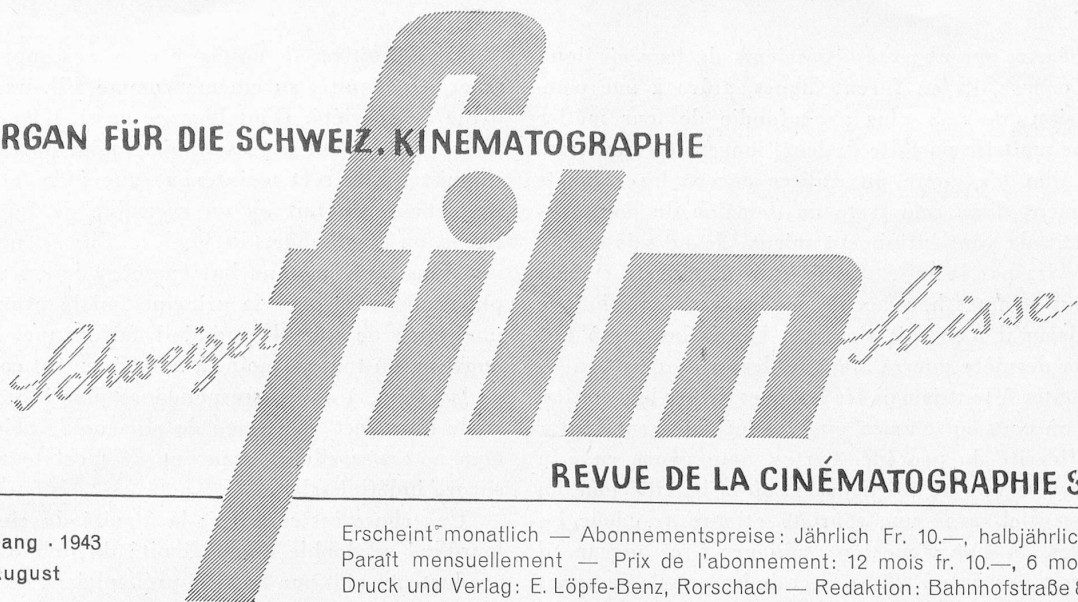 RGAN FÜR DIE SCHWEIZ. KINEMATOGRAPHIE
Schweizer film Suisse
REVUE DE LA CINÉMATOGRAPHIE S
ang · 1943
ugust
Erscheint monatlich — Abonnementspreise: Jährlich Fr. 10.—, halbjährlic
Paraît mensuellement — Prix de l'abonnement: 12 mois fr. 10.—, 6 mo
Druck und Verlag: E. Löpfe-Benz, Rorschach — Redaktion: Bahnhofstraße 8